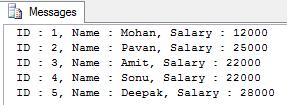 Messages
ID : 1, Name : Mohan, Salary : 12000
ID : 2, Name : Pavan, Salary : 25000
ID : 3, Name : Amit, Salary : 22000
ID : 4, Name : Sonu, Salary : 22000
ID : 5, Name : Deepak, Salary : 28000